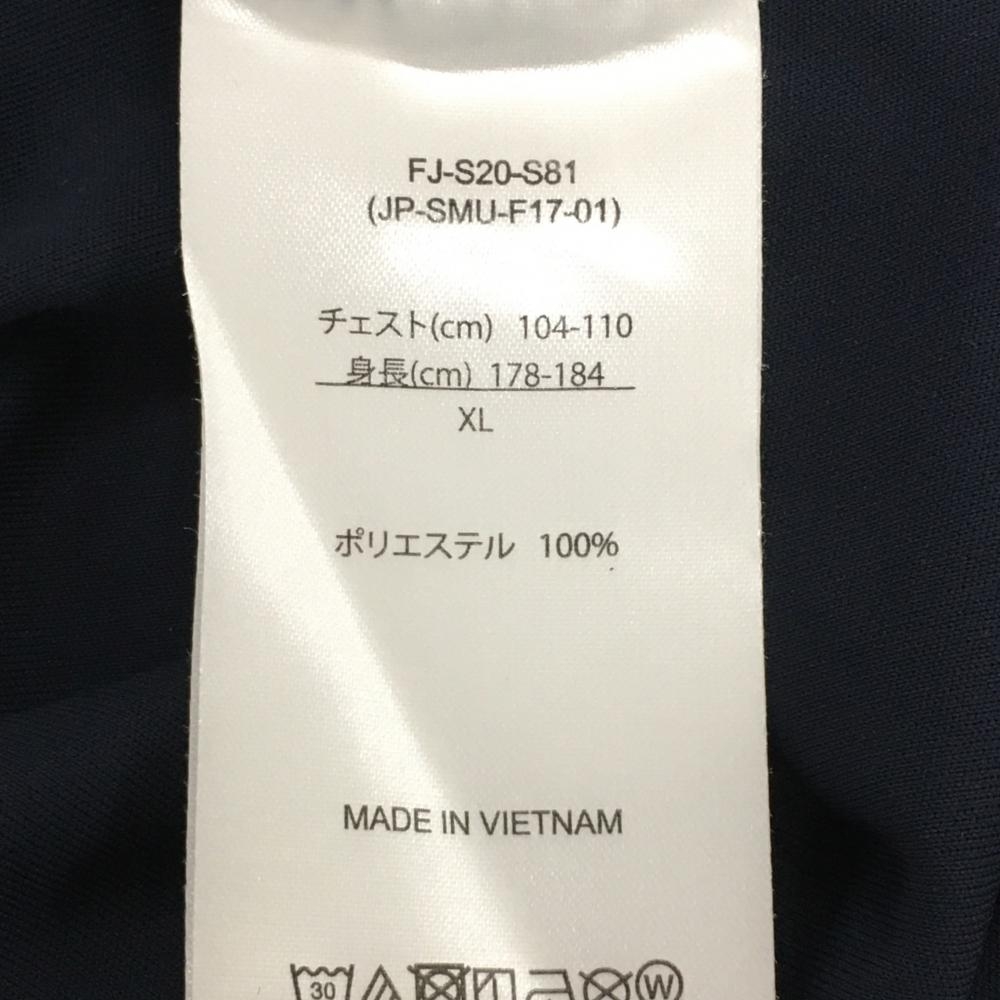 FJ-S20-S81
(JP-SMU-F17-01)
チェスト(cm) 104-110
身長(cm) 178-184
XL
ポリエステル 100%
MADE IN VIETNAM
30 W